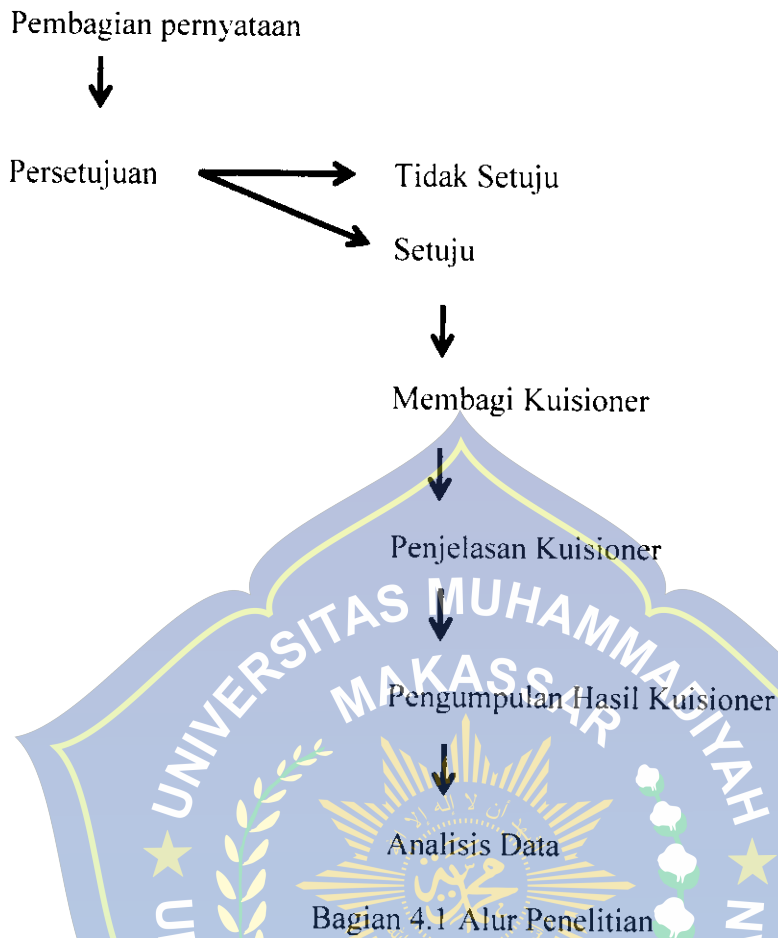 Pembagian pernyataan
Persetujuan
Tidak Setuju
Setuju
Membagi Kuisioner
Penjelasan Kuisioner
UNIVERSITAS MUHAMMADIYAH
MAKASSAR
Pengumpulan Hasil Kuisioner
Analisis Data
Bagian 4.1 Alur Penelitian